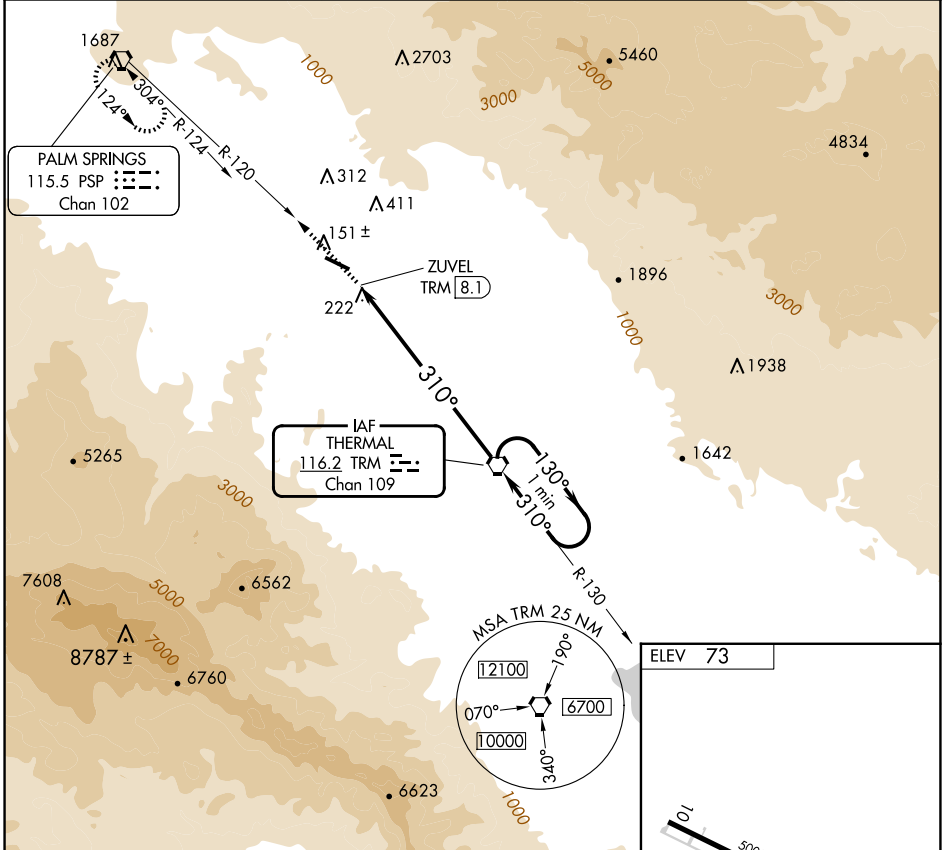 1687
2703
5460
1000
5000
3000
4834
304°
124°
R-124
R-120
PALM SPRINGS
115.5 PSP
Chan 102
312
411
151 ±
ZUVEL
TRM 8.1
222
1896
3000
1000
1938
310°
IAF
THERMAL
116.2 TRM
Chan 109
130°
1 min
310°
1642
5265
3000
R-130
7608
5000
6562
8787 ±
7000
6760
MSA TRM 25 NM
190°
12100
070°
6700
10000
340°
6623
1000
ELEV 73
10
500